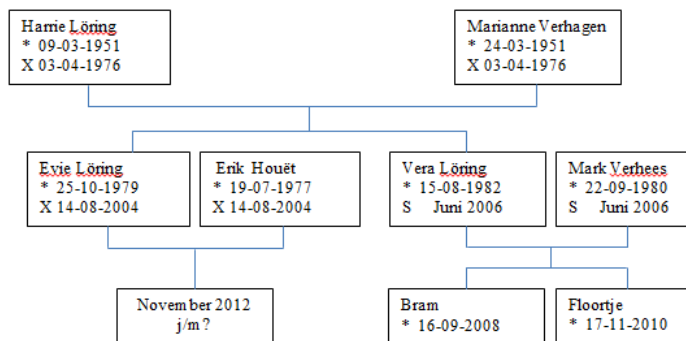 Harrie Löring
* 09-03-1951
X 03-04-1976
Marianne Verhagen
* 24-03-1951
X 03-04-1976
Evie Löring
* 25-10-1979
X 14-08-2004
Erik Houët
* 19-07-1977
X 14-08-2004
Vera Löring
* 15-08-1982
S Juni 2006
Mark Verhees
* 22-09-1980
S Juni 2006
November 2012
j/m?
Bram
* 16-09-2008
Floortje
* 17-11-2010